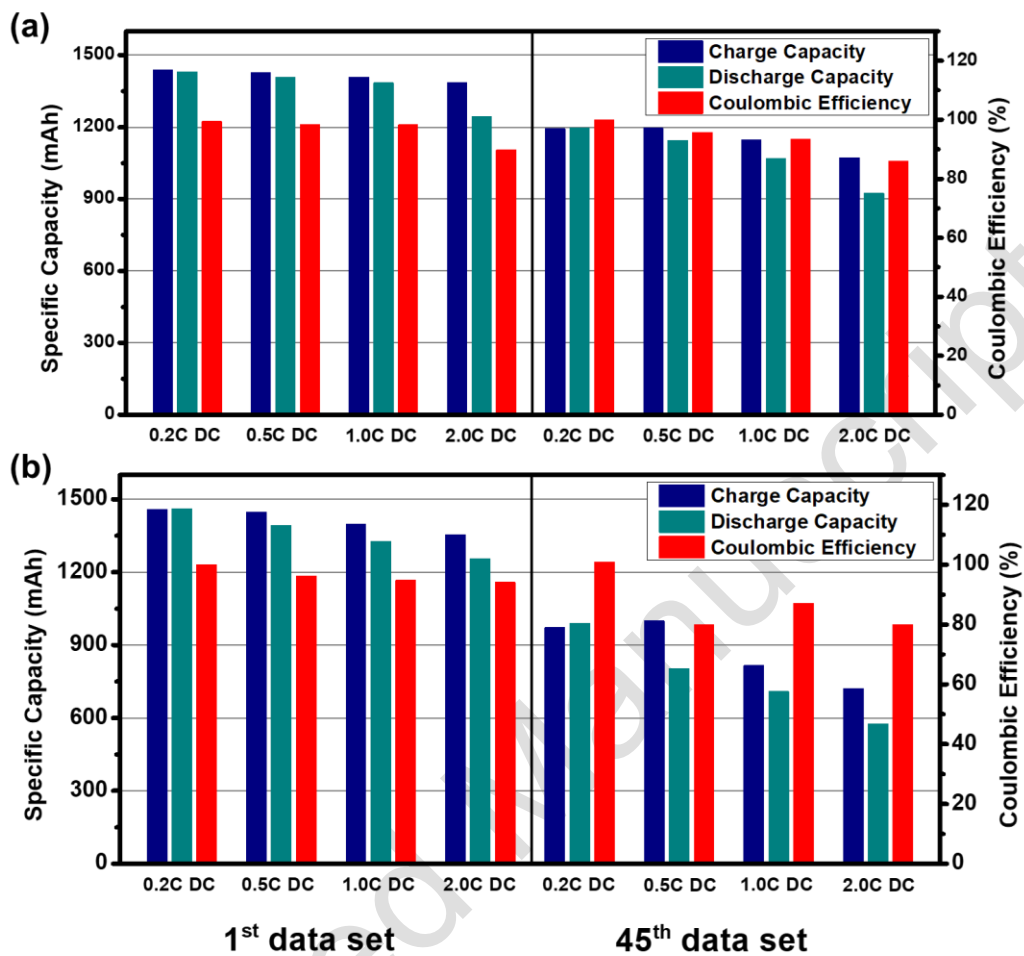 (a)
1500
1200
900
600
300
0
Specific Capacity (mAh)
Charge Capacity
Discharge Capacity
Coulombic Efficiency
120
100
80
60
40
20
0
Coulombic Efficiency (%)
0.2C DC 0.5C DC 1.0C DC 2.0C DC 0.2C DC 0.5C DC 1.0C DC 2.0C DC
(b)
1500
1200
900
600
300
0
Specific Capacity (mAh)
Charge Capacity
Discharge Capacity
Coulombic Efficiency
120
100
80
60
40
20
0
Coulombic Efficiency (%)
0.2C DC 0.5C DC 1.0C DC 2.0C DC 0.2C DC 0.5C DC 1.0C DC 2.0C DC
1st data set 45th data set
ed Manuscript